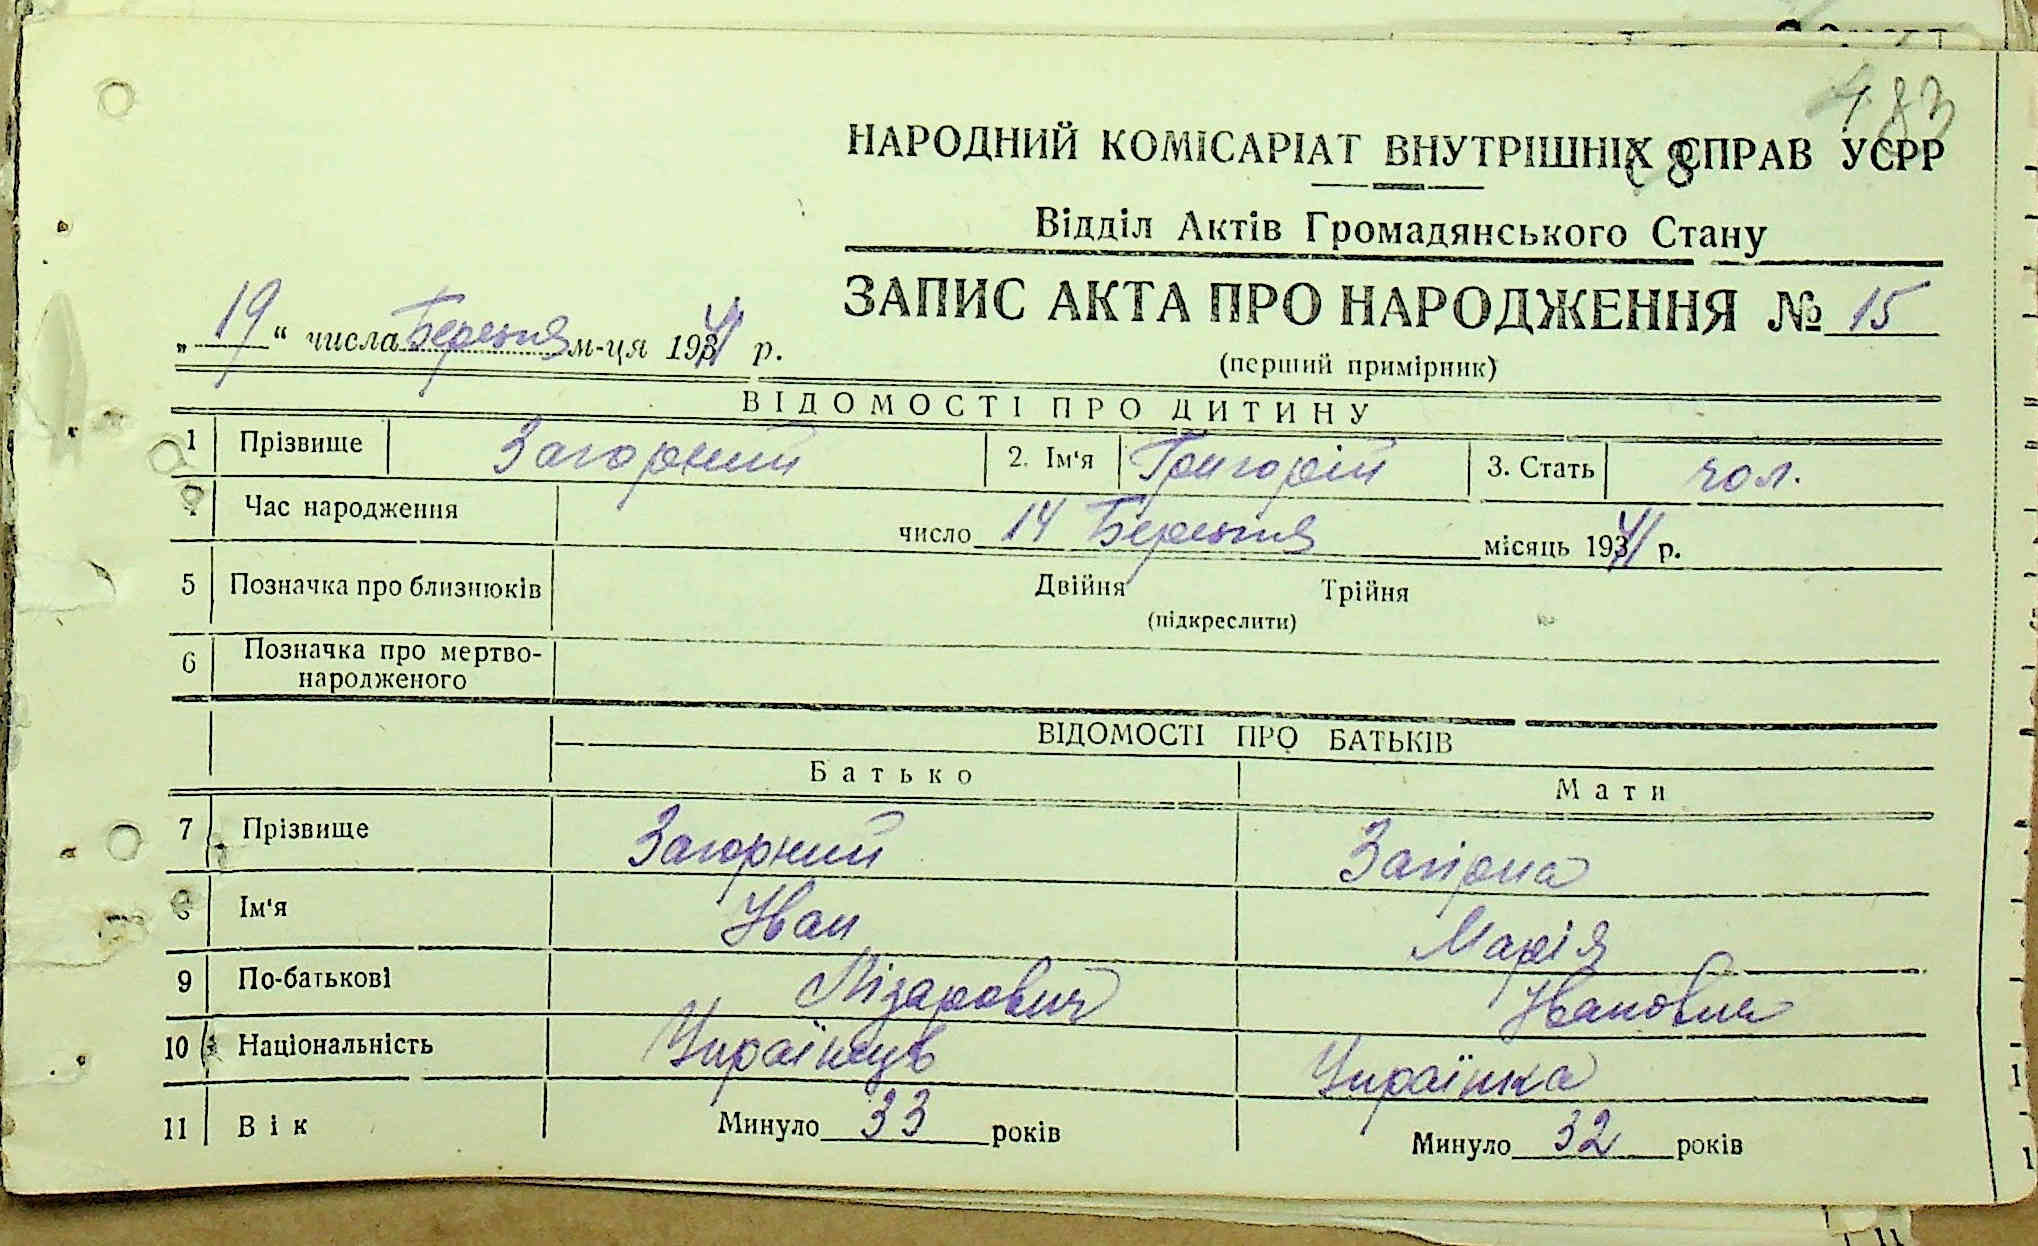 483
НАРОДНИЙ КОМІСАРІАТ ВНУТРІШНІХ СПРАВ УСРР
Відділ Актів Громадянського Стану
ЗАПИС АКТА ПРО НАРОДЖЕННЯ № 15
(перший примірник)
„ 19 “ числа Березня м-ця 1941 р.
ВІДОМОСТІ ПРО ДИТИНУ
1 Прізвище Загорний 2. Ім'я Григорій 3. Стать чол.
Час народження число 14 Березня місяць 1941 р.
5 Позначка про близнюків Двійня Трійня
(підкреслити)
6 Позначка про мертво-
народженого
ВІДОМОСТІ ПРО БАТЬКІВ
Батько Мати
7 Прізвище Загорний Загірна
Ім'я Іван Марія
9 По-батькові Лізарович Івановна
10 Національність Українець Українка
11 Вік Минуло 33 років Минуло 32 років